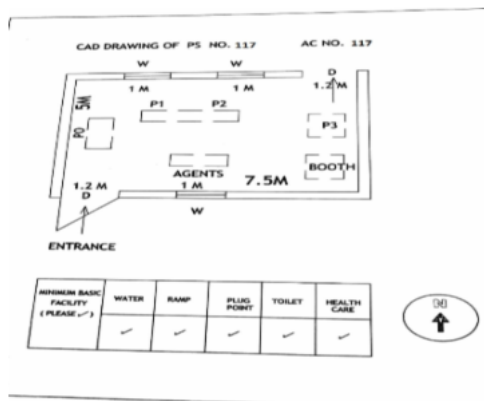 CAD DRAWING OF PS NO. 117 AC NO. 117
W W D
1 M 1 M 1.2 M
5M P1 P2
PO P3
AGENTS BOOTH
1.2 M 1 M 7.5M
D
W
ENTRANCE
MINIMUM BASIC
FACILITY
( PLEASE ✓ )
WATER RAMP PLUG
POINT TOILET HEALTH
CARE
✓ ✓ ✓ ✓ ✓
N